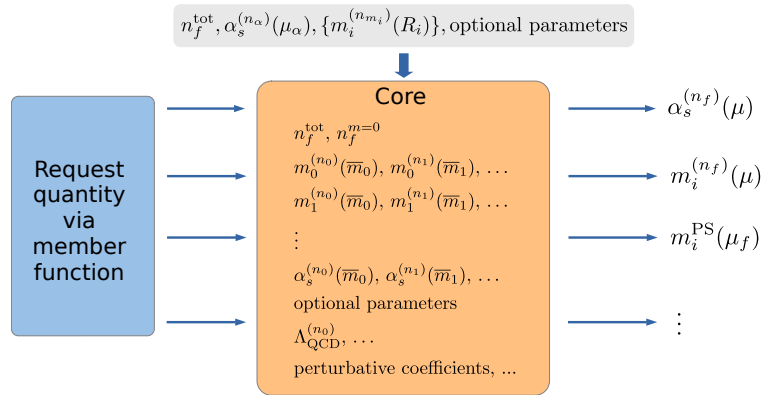 n_f^tot, α_s^(n_α)(μ_α), {m_i^(n_{m_i})(R_i)}, optional parameters
Core
Request
quantity
via
member
function
n_f^tot, n_f^{m=0}
m_0^(n_0)(m̅_0), m_0^(n_1)(m̅_1), …
m_1^(n_0)(m̅_0), m_1^(n_1)(m̅_1), …
⋮
α_s^(n_0)(m̅_0), α_s^(n_1)(m̅_1), …
optional parameters
Λ_QCD^(n_0), …
perturbative coefficients, ...
α_s^(n_f)(μ)
m_i^(n_f)(μ)
m_i^PS(μ_f)
⋮